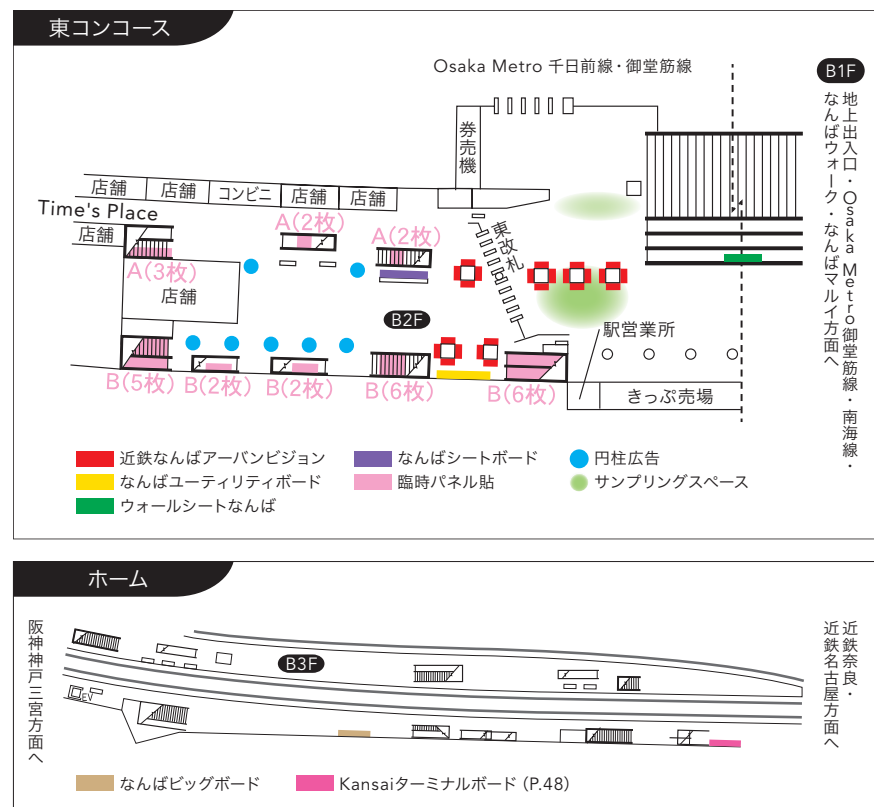 東コンコース
Osaka Metro 千日前線・御堂筋線
B1F
地上出入口・Osaka Metro御堂筋線・南海線・
なんばウォーク・なんばマルイ方面へ
券売機
店舗
店舗
コンビニ
店舗
店舗
Time's Place
店舗
A(2枚)
A(2枚)
東改札
A(3枚)
店舗
B2F
駅営業所
B(5枚)
B(2枚)
B(2枚)
B(6枚)
B(6枚)
きっぷ売場
近鉄なんばアーバンビジョン
なんばシートボード
円柱広告
なんばユーティリティボード
臨時パネル貼
サンプリングスペース
ウォールシートなんば
ホーム
阪神神戸三宮方面へ
B3F
EV
近鉄奈良・
近鉄名古屋方面へ
なんばビッグボード
Kansaiターミナルボード (P.48)